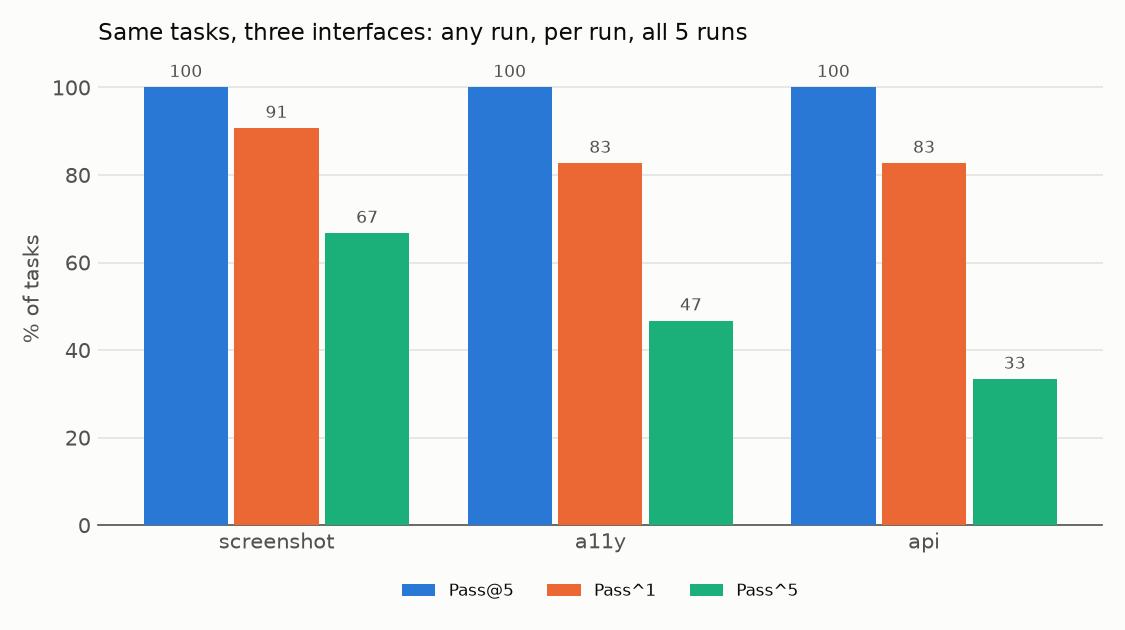 Same tasks, three interfaces: any run, per run, all 5 runs
% of tasks
100
80
60
40
20
0
100
91
67
100
83
47
100
83
33
screenshot
a11y
api
Pass@5
Pass^1
Pass^5